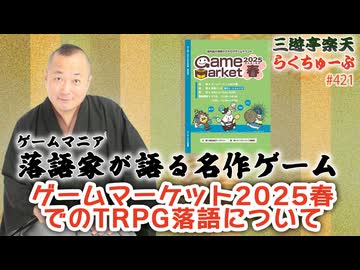 三遊亭楽天
らくちゅーぶ
#421
Game
Market
2025
春
ゲームマニア
落語家が語る名作ゲーム
ゲームマーケット2025春
でのTRPG落語について